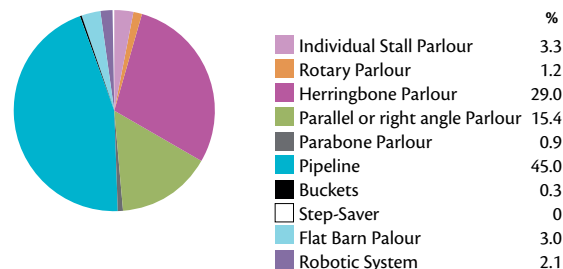 %
Individual Stall Parlour 3.3
Rotary Parlour 1.2
Herringbone Parlour 29.0
Parallel or right angle Parlour 15.4
Parabone Parlour 0.9
Pipeline 45.0
Buckets 0.3
Step-Saver 0
Flat Barn Palour 3.0
Robotic System 2.1